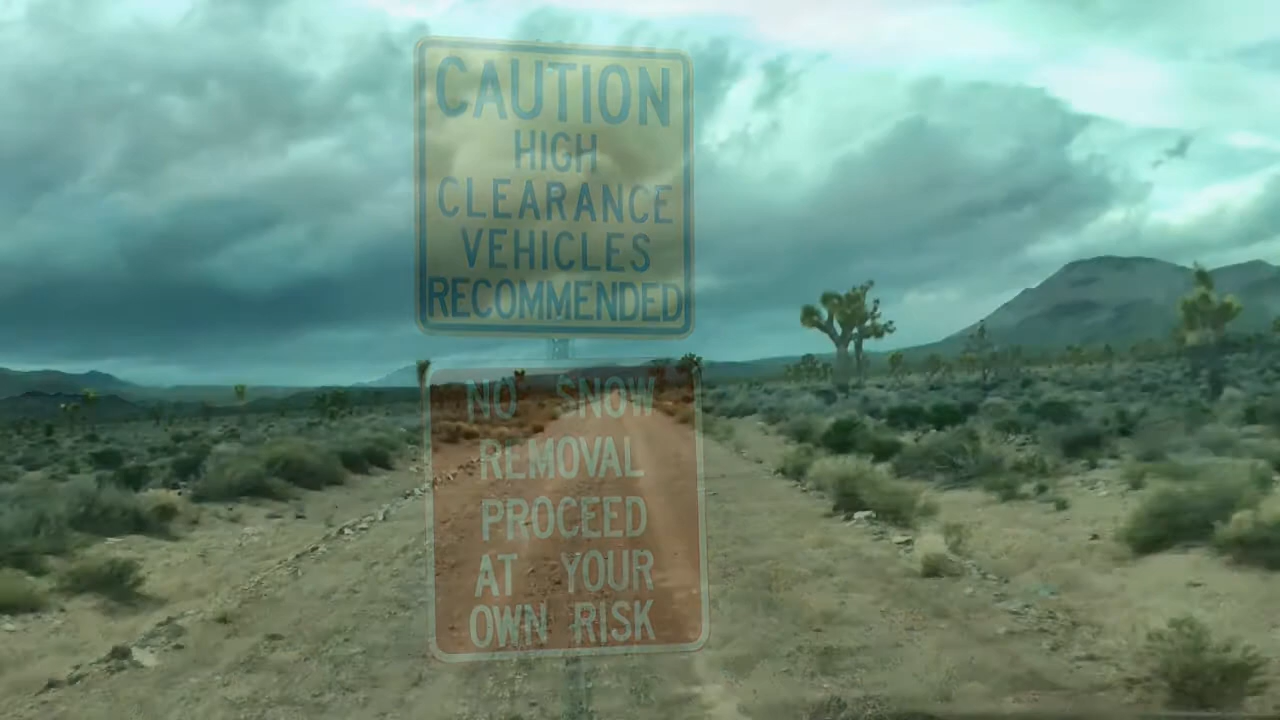 CAUTION
HIGH
CLEARANCE
VEHICLES
RECOMMENDED
NO SNOW
REMOVAL
PROCEED
AT YOUR
OWN RISK